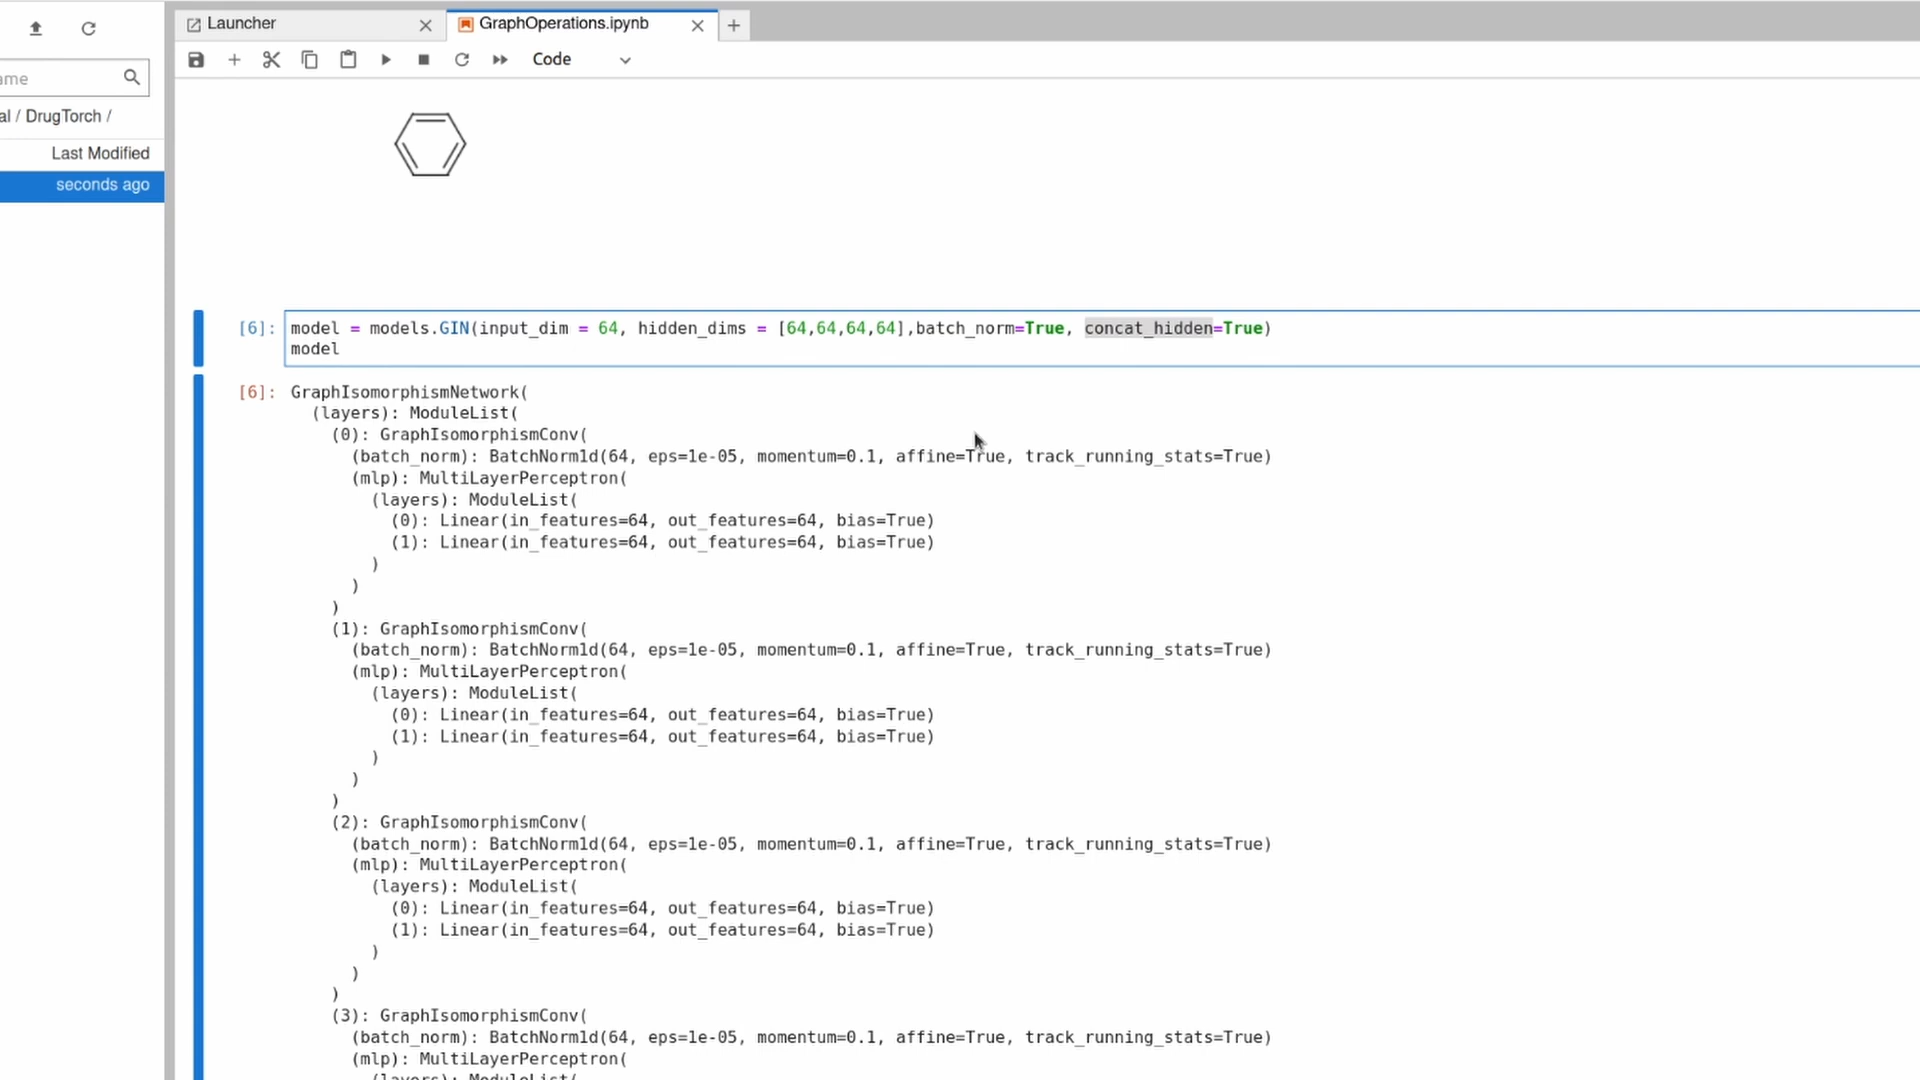 Launcher
GraphOperations.ipynb
Code
ame
al / DrugTorch /
Last Modified
seconds ago
[6]: model = models.GIN(input_dim = 64, hidden_dims = [64,64,64,64],batch_norm=True, concat_hidden=True)
model
[6]: GraphIsomorphismNetwork(
(layers): ModuleList(
(0): GraphIsomorphismConv(
(batch_norm): BatchNorm1d(64, eps=1e-05, momentum=0.1, affine=True, track_running_stats=True)
(mlp): MultiLayerPerceptron(
(layers): ModuleList(
(0): Linear(in_features=64, out_features=64, bias=True)
(1): Linear(in_features=64, out_features=64, bias=True)
)
)
)
(1): GraphIsomorphismConv(
(batch_norm): BatchNorm1d(64, eps=1e-05, momentum=0.1, affine=True, track_running_stats=True)
(mlp): MultiLayerPerceptron(
(layers): ModuleList(
(0): Linear(in_features=64, out_features=64, bias=True)
(1): Linear(in_features=64, out_features=64, bias=True)
)
)
)
(2): GraphIsomorphismConv(
(batch_norm): BatchNorm1d(64, eps=1e-05, momentum=0.1, affine=True, track_running_stats=True)
(mlp): MultiLayerPerceptron(
(layers): ModuleList(
(0): Linear(in_features=64, out_features=64, bias=True)
(1): Linear(in_features=64, out_features=64, bias=True)
)
)
)
(3): GraphIsomorphismConv(
(batch_norm): BatchNorm1d(64, eps=1e-05, momentum=0.1, affine=True, track_running_stats=True)
(mlp): MultiLayerPerceptron(
(layers): ModuleList(